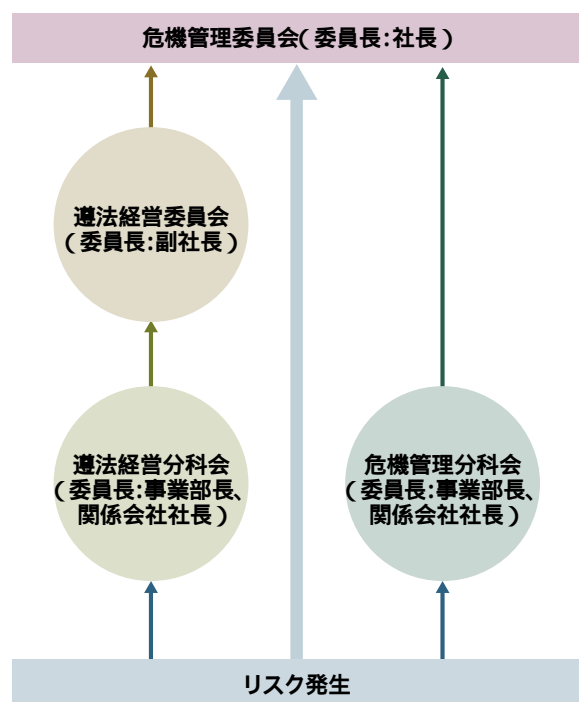 危機管理委員会(委員長:社長)
遵法経営委員会
(委員長:副社長)
遵法経営分科会
(委員長:事業部長、
関係会社社長)
危機管理分科会
(委員長:事業部長、
関係会社社長)
リスク発生